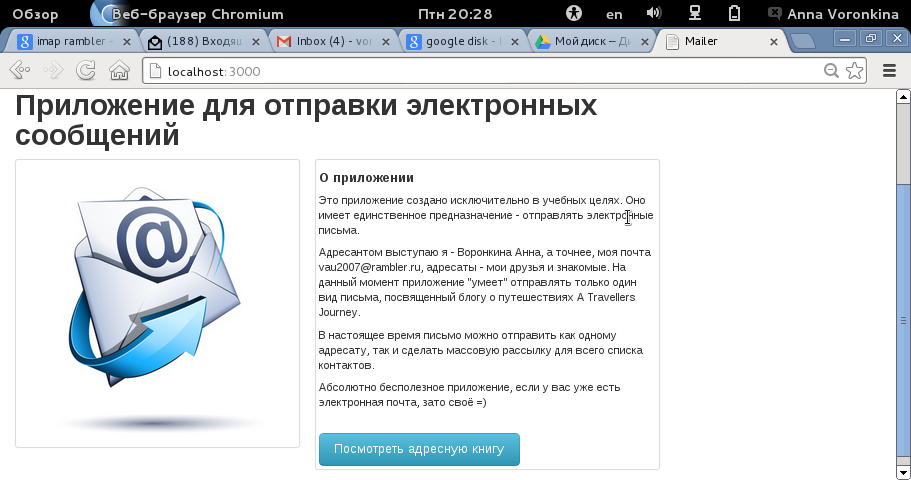 Обзор
Веб-браузер Chromium
Птн 20:28
en
Anna Voronkina
imap rambler -
(188) Входящ
Inbox (4) - vor
google disk -
Мой диск – Ди
Mailer
localhost:3000
Приложение для отправки электронных
сообщений
@
О приложении
Это приложение создано исключительно в учебных целях. Оно
имеет единственное предназначение - отправлять электронные
письма.
Адресантом выступаю я - Воронкина Анна, а точнее, моя почта
vau2007@rambler.ru, адресаты - мои друзья и знакомые. На
данный момент приложение "умеет" отправлять только один
вид письма, посвященный блогу о путешествиях A Travellers
Journey.
В настоящее время письмо можно отправить как одному
адресату, так и сделать массовую рассылку для всего списка
контактов.
Абсолютно бесполезное приложение, если у вас уже есть
электронная почта, зато своё =)
Посмотреть адресную книгу